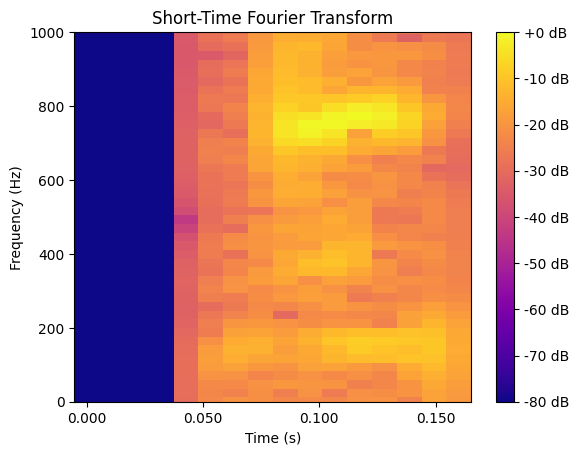 Short-Time Fourier Transform
Frequency (Hz)
1000
800
600
400
200
0
0.000
0.050
0.100
0.150
Time (s)
+0 dB
-10 dB
-20 dB
-30 dB
-40 dB
-50 dB
-60 dB
-70 dB
-80 dB